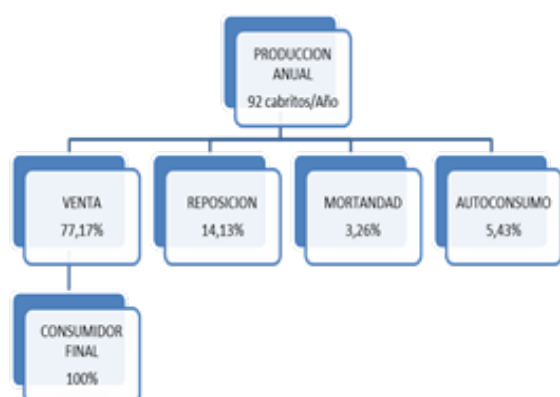 PRODUCCION
ANUAL
92 cabritos/Año
VENTA
77,17%
REPOSICION
14,13%
MORTANDAD
3,26%
AUTOCONSUMO
5,43%
CONSUMIDOR
FINAL
100%